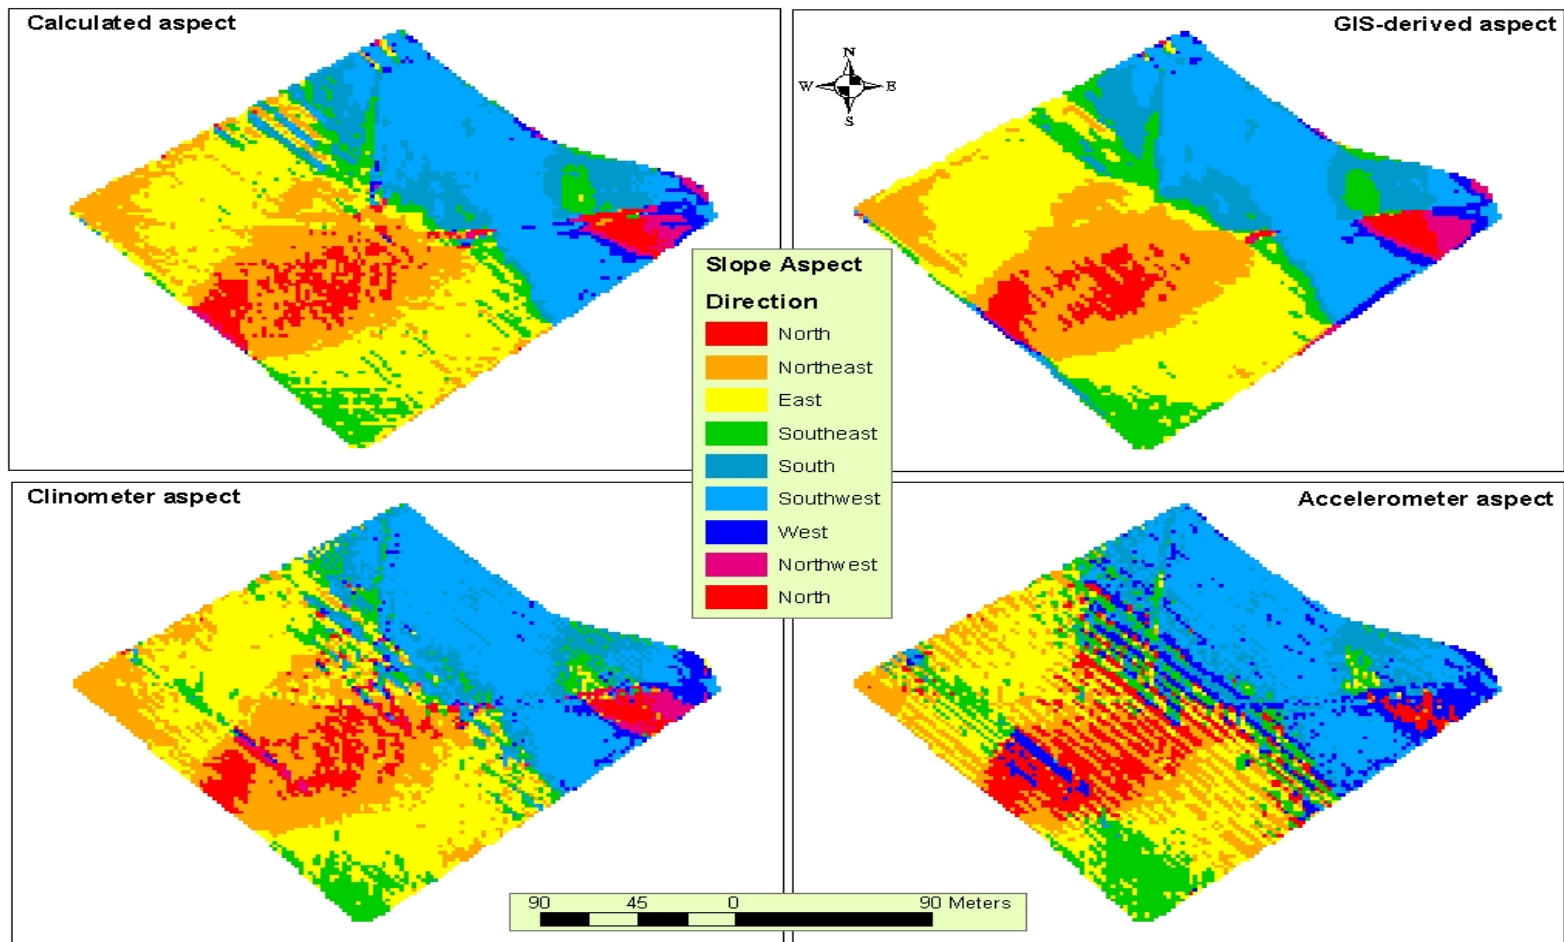 Calculated aspect
GIS-derived aspect
N
W E
S
Slope Aspect
Direction
North
Northeast
East
Southeast
South
Southwest
West
Northwest
North
Clinometer aspect
Accelerometer aspect
90 45 0 90 Meters